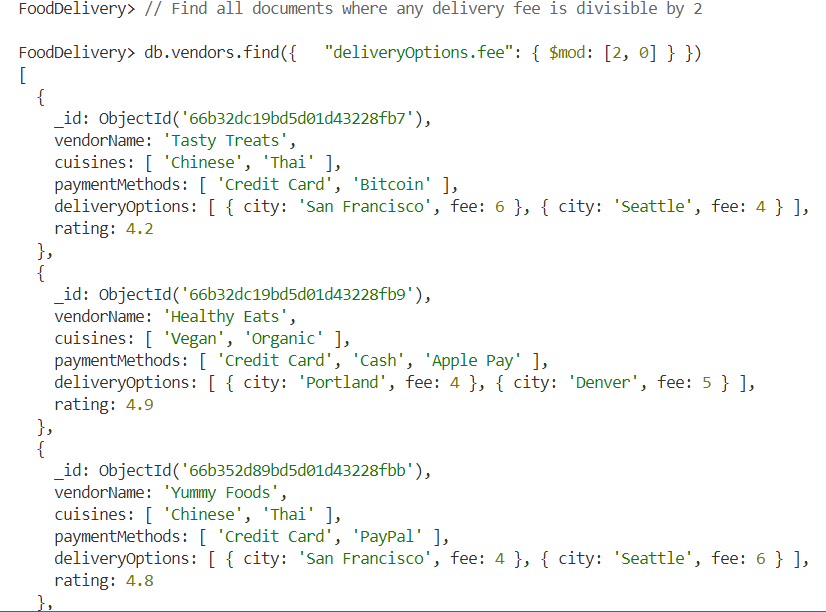 FoodDelivery> // Find all documents where any delivery fee is divisible by 2
FoodDelivery> db.vendors.find({   "deliveryOptions.fee": { $mod: [2, 0] } })
[
  {
    _id: ObjectId('66b32dc19bd5d01d43228fb7'),
    vendorName: 'Tasty Treats',
    cuisines: [ 'Chinese', 'Thai' ],
    paymentMethods: [ 'Credit Card', 'Bitcoin' ],
    deliveryOptions: [ { city: 'San Francisco', fee: 6 }, { city: 'Seattle', fee: 4 } ],
    rating: 4.2
  },
  {
    _id: ObjectId('66b32dc19bd5d01d43228fb9'),
    vendorName: 'Healthy Eats',
    cuisines: [ 'Vegan', 'Organic' ],
    paymentMethods: [ 'Credit Card', 'Cash', 'Apple Pay' ],
    deliveryOptions: [ { city: 'Portland', fee: 4 }, { city: 'Denver', fee: 5 } ],
    rating: 4.9
  },
  {
    _id: ObjectId('66b352d89bd5d01d43228fbb'),
    vendorName: 'Yummy Foods',
    cuisines: [ 'Chinese', 'Thai' ],
    paymentMethods: [ 'Credit Card', 'PayPal' ],
    deliveryOptions: [ { city: 'San Francisco', fee: 4 }, { city: 'Seattle', fee: 6 } ],
    rating: 4.8
  },